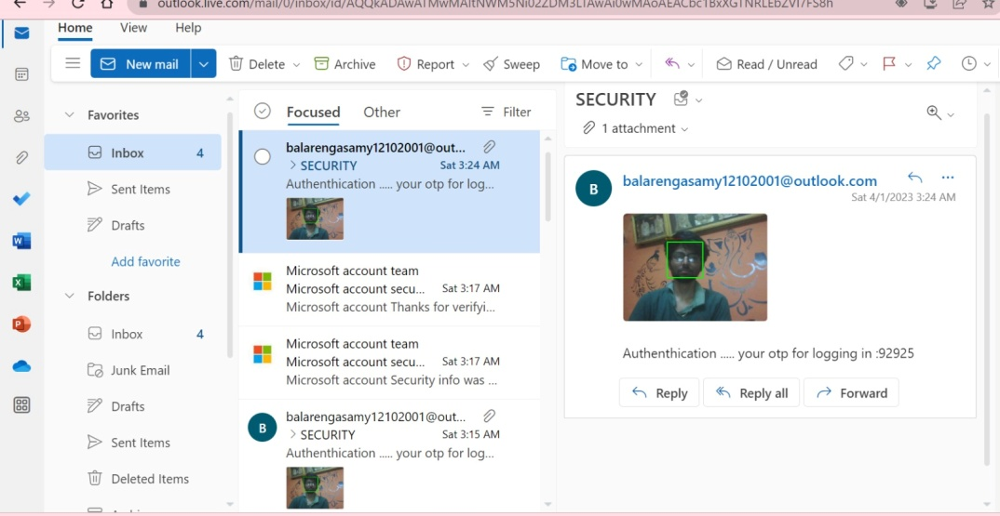 outlook.live.com/mail/0/inbox/id/AQQkADAwATMwMAItNWM5Ni02ZDM3LTAwAi0wMAoAEACbc1BxXG1NRLEbZVI7FS8h
Home View Help
New mail Delete Archive Report Sweep Move to Read / Unread
Favorites
Inbox 4
Sent Items
Drafts
Add favorite
Folders
Inbox 4
Junk Email
Drafts
Sent Items
Deleted Items
Focused Other Filter
balarengasamy12102001@out...
SECURITY Sat 3:24 AM
Authenthication ..... your otp for log...
Microsoft account team
Microsoft account secu... Sat 3:17 AM
Microsoft account Thanks for verifyi...
Microsoft account team
Microsoft account secu... Sat 3:17 AM
Microsoft account Security info was ...
B
balarengasamy12102001@out...
SECURITY Sat 3:15 AM
Authenthication ..... your otp for log...
SECURITY
1 attachment
B
balarengasamy12102001@outlook.com
Sat 4/1/2023 3:24 AM
Authenthication ..... your otp for logging in :92925
Reply Reply all Forward